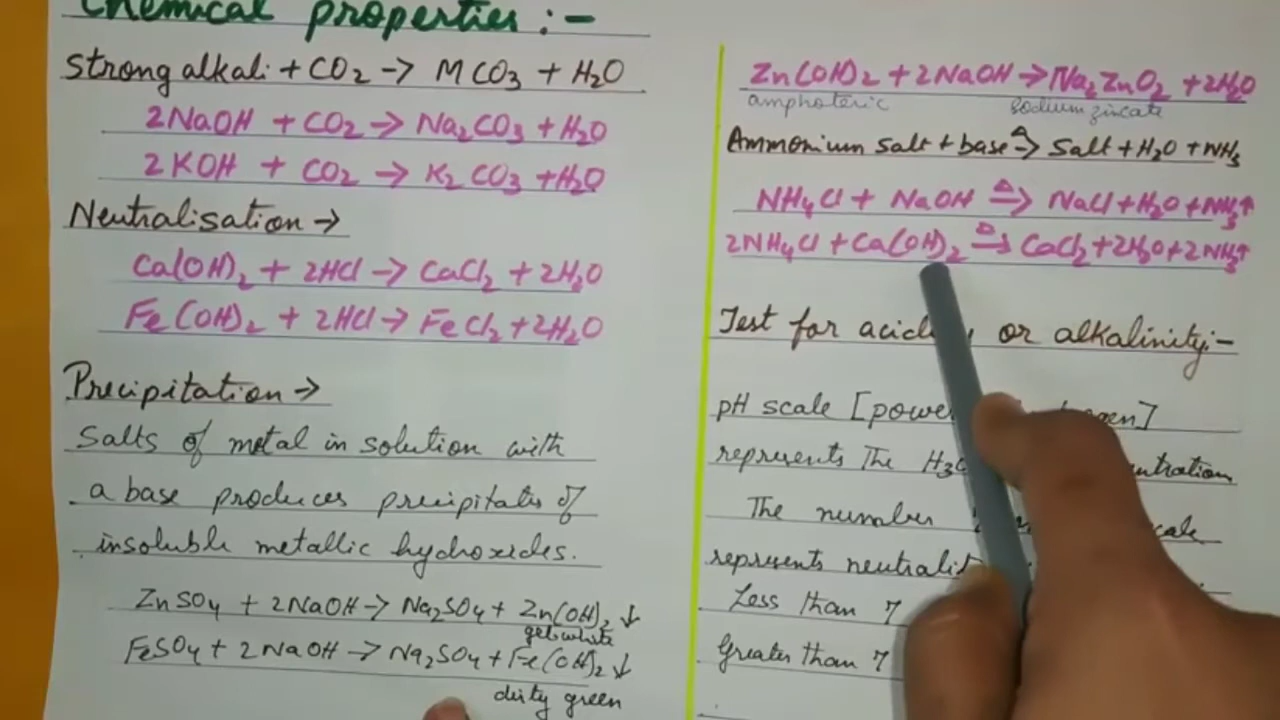 Chemical properties :-
Strong alkali + CO2 → MCO3 + H2O
2NaOH + CO2 → Na2CO3 + H2O
2KOH + CO2 → K2CO3 + H2O
Neutralisation →
Ca(OH)2 + 2HCl → CaCl2 + 2H2O
Fe(OH)2 + 2HCl → FeCl2 + 2H2O
Precipitation →
Salts of metal in solution with
a base produces precipitates of
insoluble metallic hydroxides.
ZnSO4 + 2NaOH → Na2SO4 + Zn(OH)2 ↓
white
FeSO4 + 2NaOH → Na2SO4 + Fe(OH)2 ↓
dirty green
Zn(OH)2 + 2NaOH → Na2ZnO2 + 2H2O
amphoteric sodium zincate
Ammonium salt + base →Δ Salt + H2O + NH3
NH4Cl + NaOH →Δ NaCl + H2O + NH3↑
2NH4Cl + Ca(OH)2 →Δ CaCl2 + 2H2O + 2NH3↑
Test for or alkalinity:-
pH scale [
represents The
The number
represents
Less than 7
Greater than 7